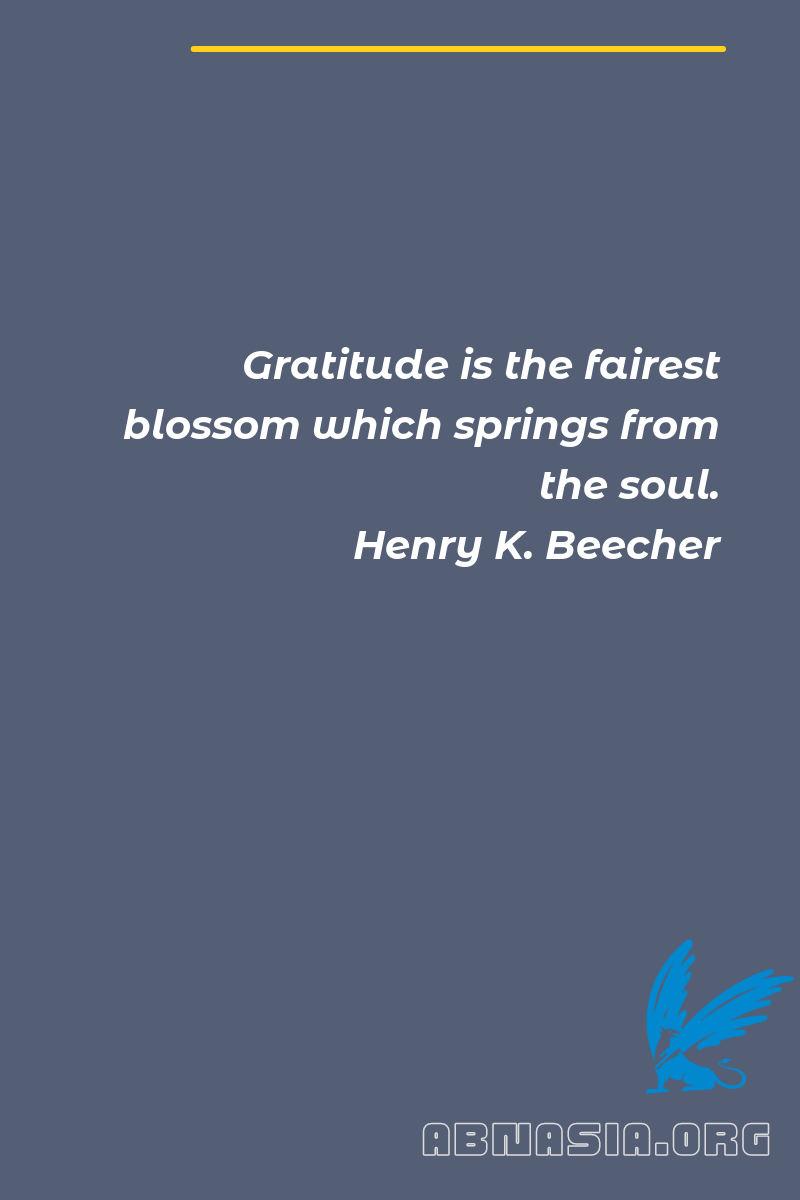 Gratitude is the fairest
blossom which springs from
the soul.
Henry K. Beecher
ABNASIA.ORG